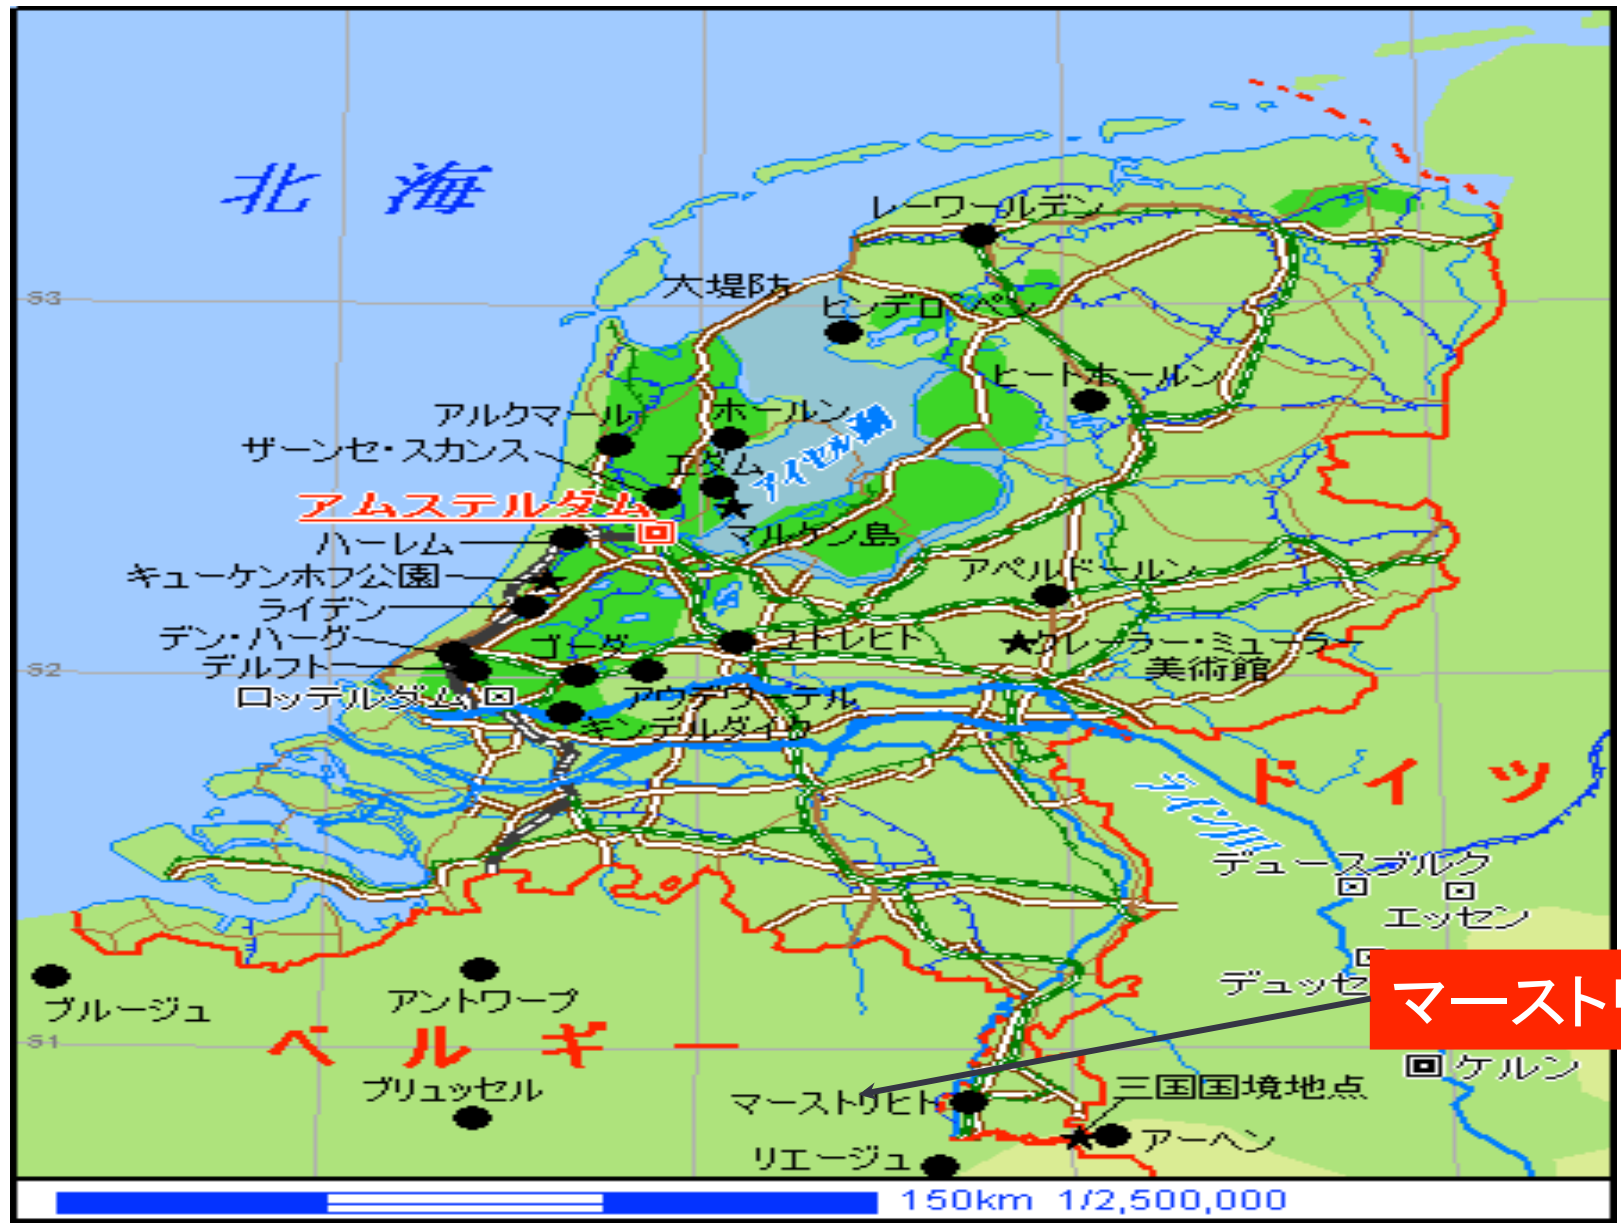 北海
レーワールデン
大堤防
53
ヒンデローペン
ヒートホールン
アルクマール
ホールン
ザーンセ・スカンス
エダム
アイセル湖
アムステルダム
マルケン島
ハーレム
キューケンホフ公園
アペルドールン
ライデン
デン・ハーグ
ゴーダ
ユトレヒト
クレーラー・ミューラー
美術館
デルフト
52
ロッテルダム
アウデワーテル
キンデルダイク
ドイツ
ライン川
デュースブルク
エッセン
デュッセ
マースト
ブルージュ
アントワープ
51
ベルギー
ケルン
ブリュッセル
マーストリヒト
三国国境地点
アーヘン
リエージュ
150km 1/2,500,000